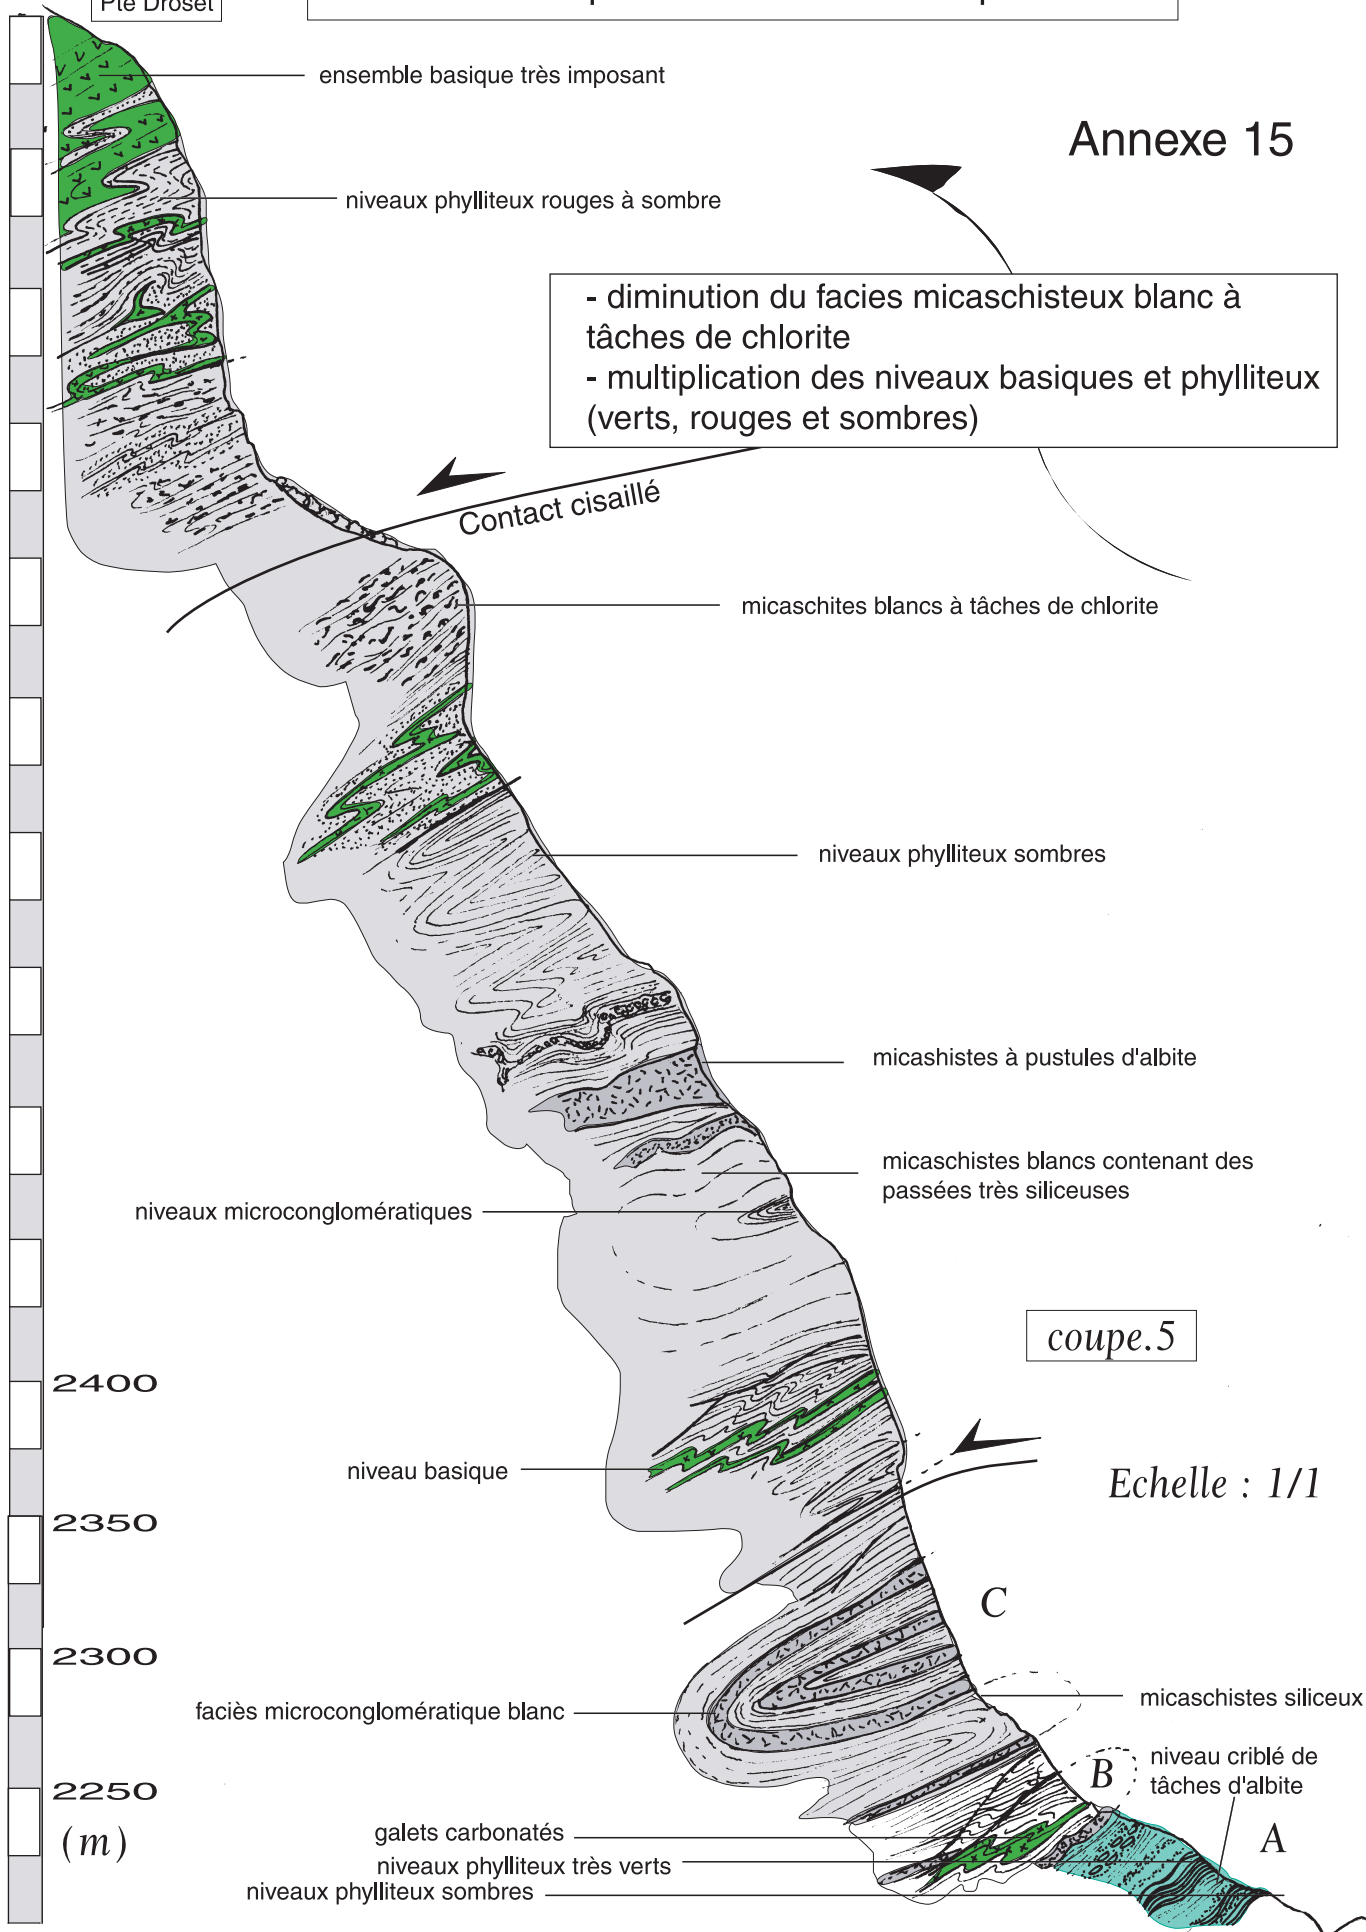 Pte Droset
ensemble basique très imposant
Annexe 15
niveaux phylliteux rouges à sombre
- diminution du facies micaschisteux blanc à
tâches de chlorite
- multiplication des niveaux basiques et phylliteux
(verts, rouges et sombres)
Contact cisaillé
micaschites blancs à tâches de chlorite
niveaux phylliteux sombres
micashistes à pustules d'albite
micaschistes blancs contenant des
passées très siliceuses
niveaux microconglomératiques
coupe.5
2400
niveau basique
Echelle : 1/1
2350
C
2300
micaschistes siliceux
faciès microconglomératique blanc
B
niveau criblé de
tâches d'albite
2250
(m)
A
galets carbonatés
niveaux phylliteux très verts
niveaux phylliteux sombres